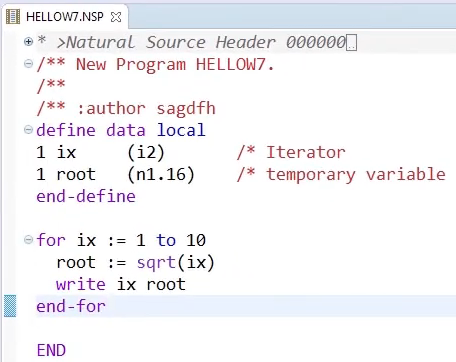 HELLOW7.NSP
* >Natural Source Header 000000..
/** New Program HELLOW7.
/**
/** :author sagdfh
define data local
1 ix     (i2)        /* Iterator
1 root   (n1.16)     /* temporary variable
end-define
for ix := 1 to 10
  root := sqrt(ix)
  write ix root
end-for
END